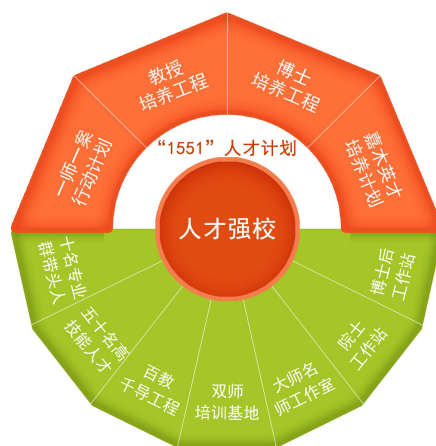 教授
培养工程
博士
培养工程
一师一案
行动计划
嘉木英才
培养计划
“1551”人才计划
人才强校
十名专业
群带头人
五十名高
技能人才
百教
千导工程
双师
培训基地
大师名
师工作室
院士
工作站
博士后
工作站